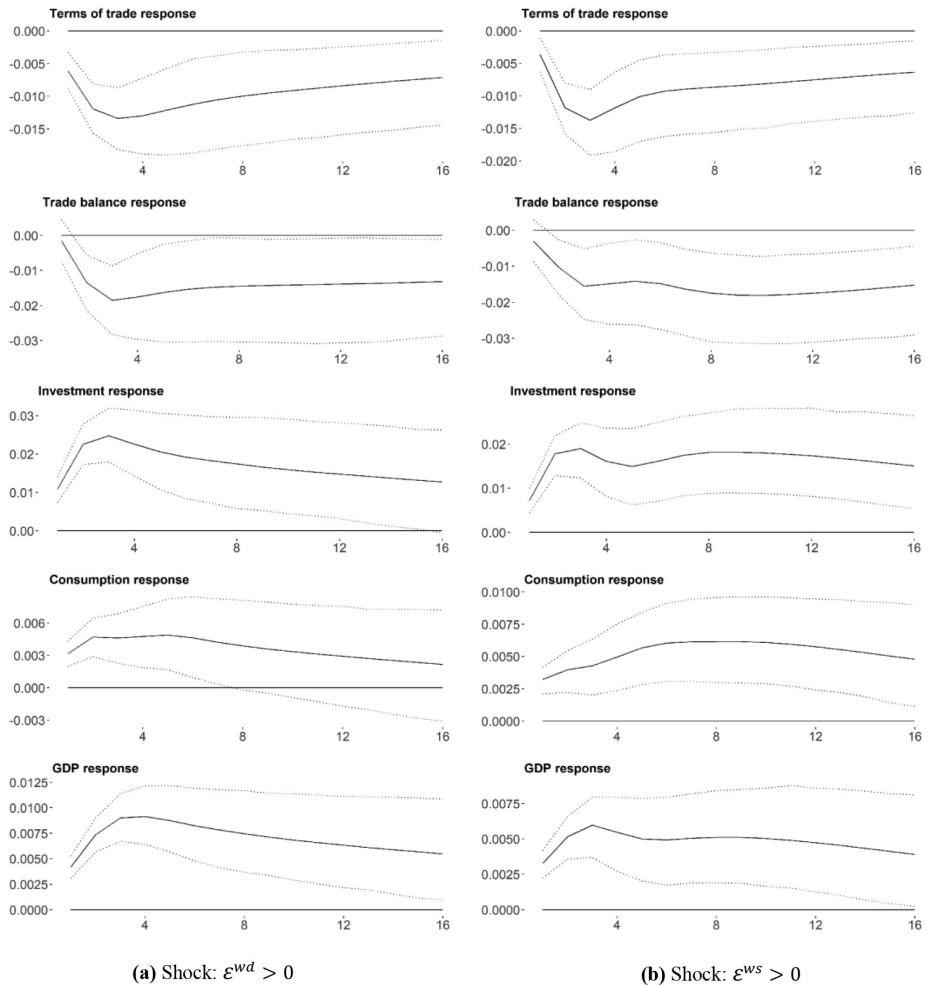 Terms of trade response
0.000-
-0.005-
-0.010-
-0.015-
4 8 12 16
Trade balance response
0.00-
-0.01-
-0.02-
-0.03-
4 8 12 16
Investment response
0.03-
0.02-
0.01-
0.00-
4 8 12 16
Consumption response
0.006-
0.003-
0.000-
-0.003-
4 8 12 16
GDP response
0.0125-
0.0100-
0.0075-
0.0050-
0.0025-
0.0000-
4 8 12 16
(a) Shock: ε^{wd} > 0
Terms of trade response
0.000-
-0.005-
-0.010-
-0.015-
-0.020-
4 8 12 16
Trade balance response
0.00-
-0.01-
-0.02-
-0.03-
4 8 12 16
Investment response
0.02-
0.01-
0.00-
4 8 12 16
Consumption response
0.0100-
0.0075-
0.0050-
0.0025-
0.0000-
4 8 12 16
GDP response
0.0075-
0.0050-
0.0025-
0.0000-
4 8 12 16
(b) Shock: ε^{ws} > 0